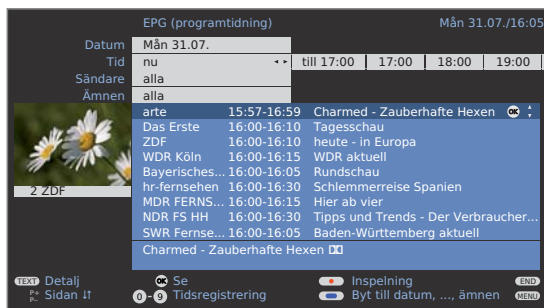 EPG (programtidning) Mån 31.07./16:05
Datum Mån 31.07.
Tid nu till 17:00 17:00 18:00 19:00
Sändare alla
Ämnen alla
arte 15:57-16:59 Charmed - Zauberhafte Hexen OK
Das Erste 16:00-16:10 Tagesschau
ZDF 16:00-16:10 heute - in Europa
WDR Köln 16:00-16:15 WDR aktuell
Bayerisches... 16:00-16:05 Rundschau
hr-fernsehen 16:00-16:30 Schlemmerreise Spanien
MDR FERNS... 16:00-16:15 Hier ab vier
NDR FS HH 16:00-16:30 Tipps und Trends - Der Verbraucher...
SWR Fernse... 16:00-16:05 Baden-Württemberg aktuell
2 ZDF
Charmed - Zauberhafte Hexen
TEXT Detalj OK Se Inspelning END
P+ P- Sidan 0-9 Tidsregistrering Byt till datum, ..., ämnen MENU